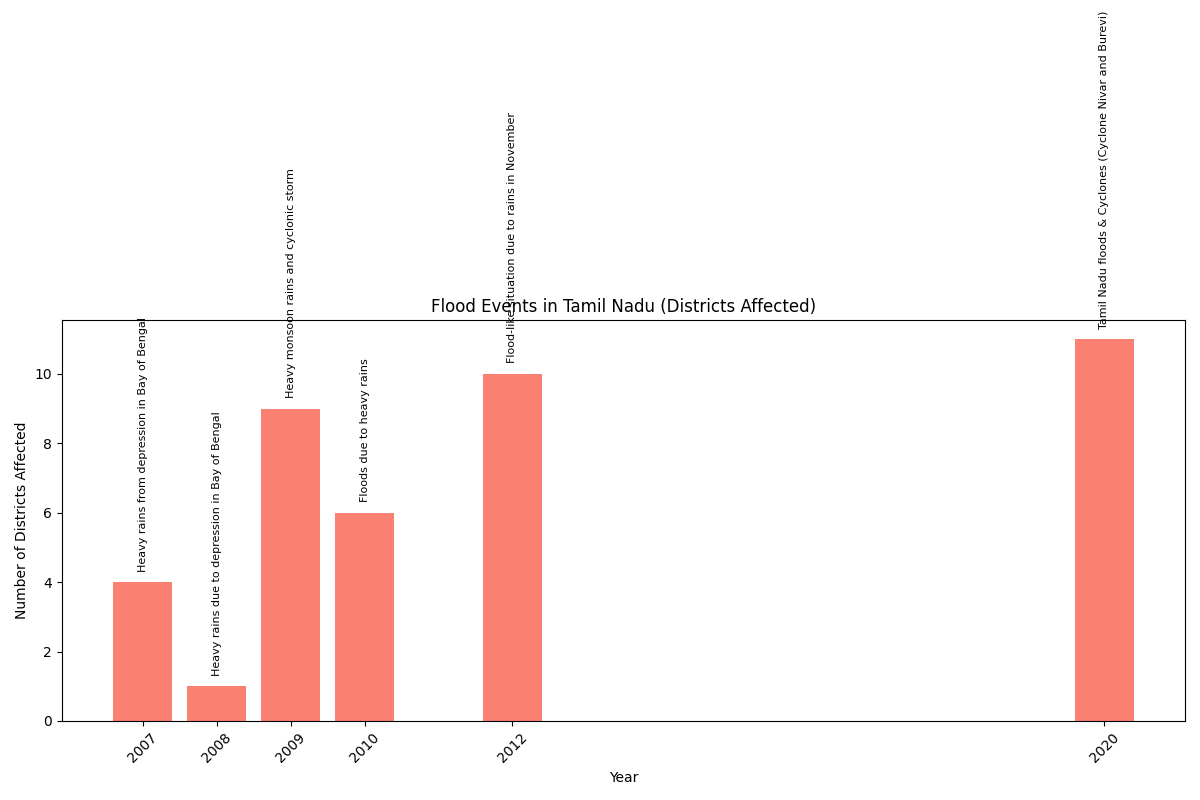 Flood Events in Tamil Nadu (Districts Affected)
Number of Districts Affected
10
8
6
4
2
0
Heavy rains from depression in Bay of Bengal
Heavy rains due to depression in Bay of Bengal
Heavy monsoon rains and cyclonic storm
Floods due to heavy rains
Flood-like situation due to rains in November
Tamil Nadu floods & Cyclones (Cyclone Nivar and Burevi)
2007
2008
2009
2010
2012
2020
Year